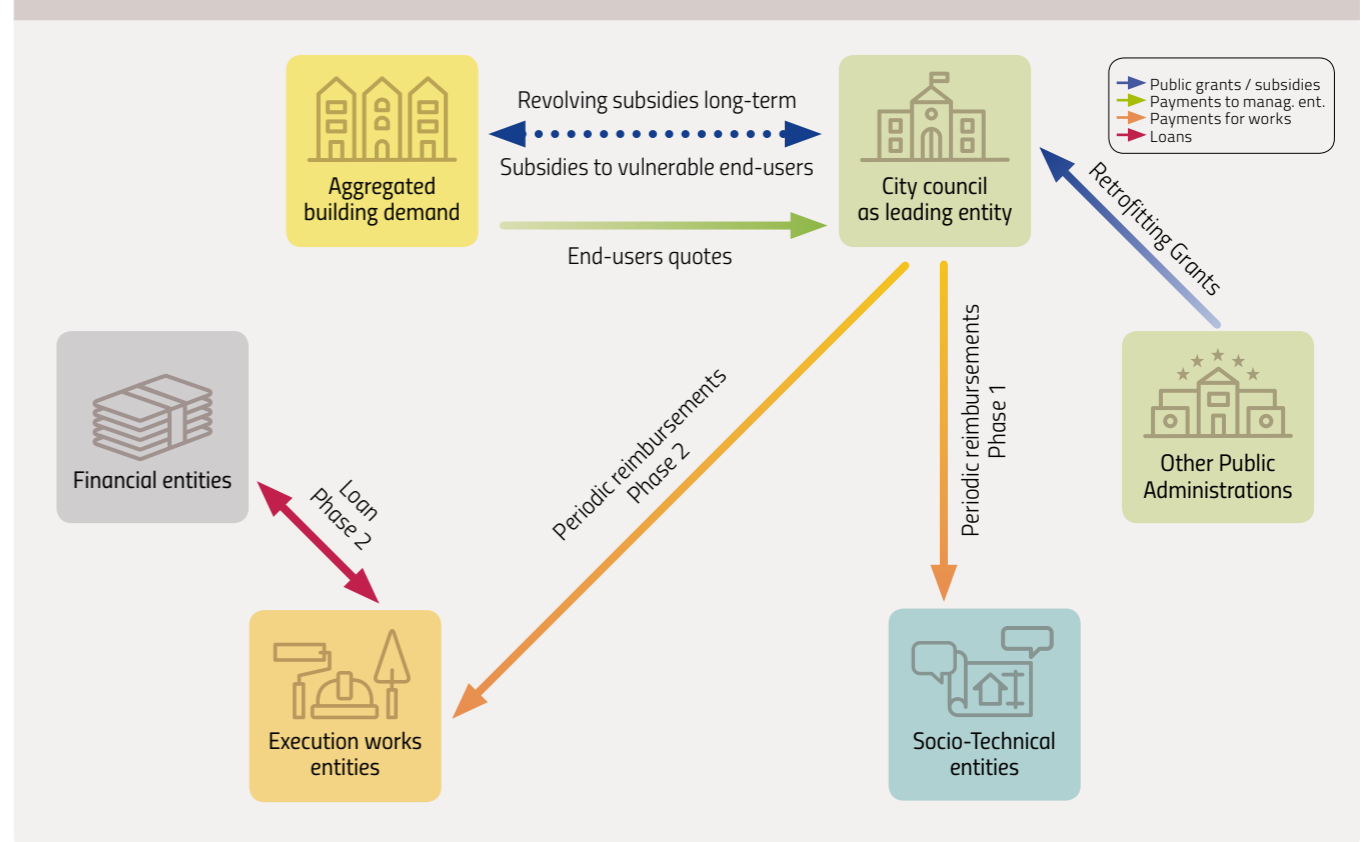 Revolving subsidies long-term
Subsidies to vulnerable end-users
Aggregated
building demand
City council
as leading entity
Public grants / subsidies
Payments to manag. ent.
Payments for works
Loans
End-users quotes
Retrofitting Grants
Financial entities
Loan
Phase 2
Periodic reimbursements
Phase 2
Periodic reimbursements
Phase 1
Other Public
Administrations
Execution works
entities
Socio-Technical
entities